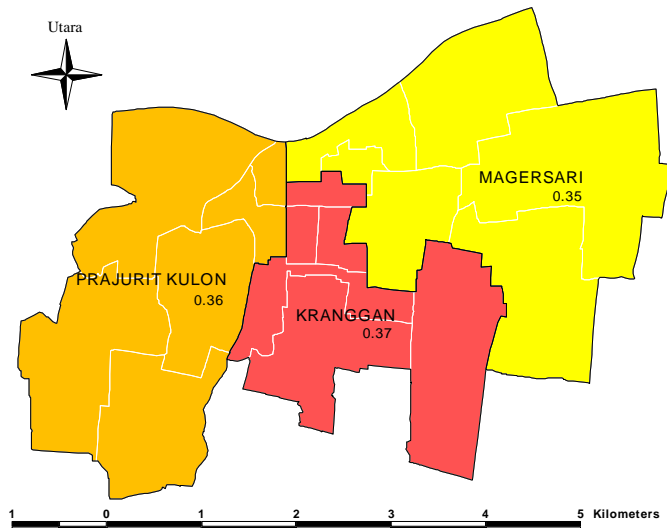 Utara
MAGERSARI
0.35
PRAJURIT KULON
0.36
KRANGGAN
0.37
1 0 1 2 3 4 5 Kilometers